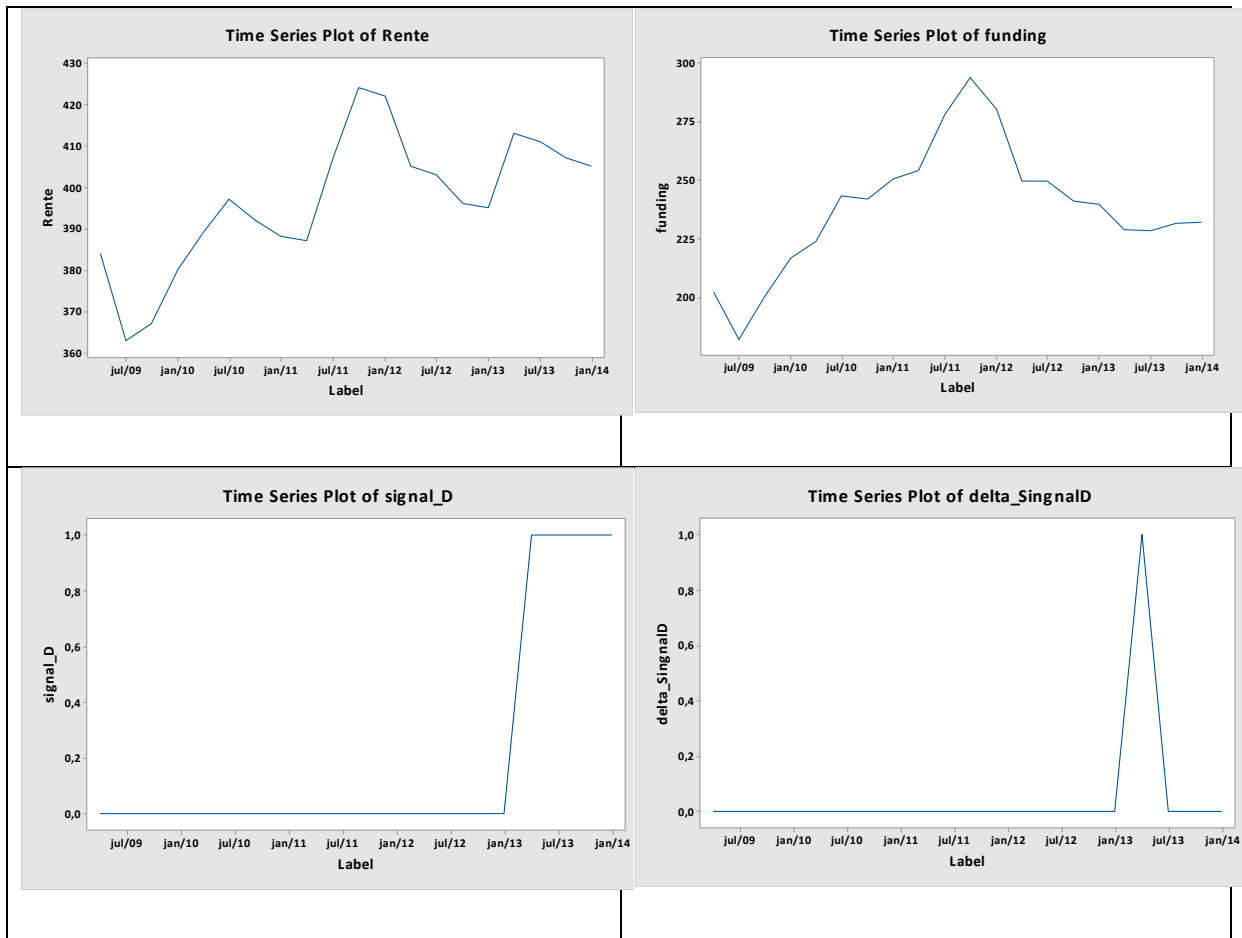 Time Series Plot of Rente
430
420
410
400
390
380
370
360
Rente
jul/09 jan/10 jul/10 jan/11 jul/11 jan/12 jul/12 jan/13 jul/13 jan/14
Label
Time Series Plot of funding
300
275
250
225
200
funding
jul/09 jan/10 jul/10 jan/11 jul/11 jan/12 jul/12 jan/13 jul/13 jan/14
Label
Time Series Plot of signal_D
1,0
0,8
0,6
0,4
0,2
0,0
signal_D
jul/09 jan/10 jul/10 jan/11 jul/11 jan/12 jul/12 jan/13 jul/13 jan/14
Label
Time Series Plot of delta_SingnalD
1,0
0,8
0,6
0,4
0,2
0,0
delta_SingnalD
jul/09 jan/10 jul/10 jan/11 jul/11 jan/12 jul/12 jan/13 jul/13 jan/14
Label